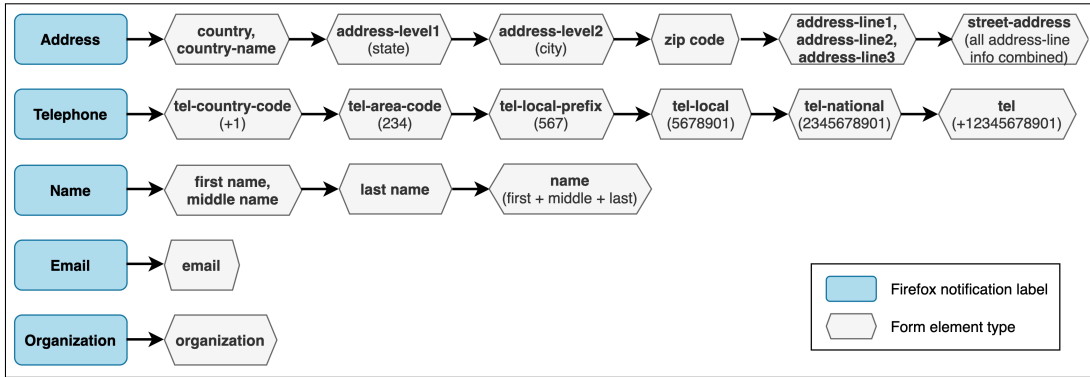 Address
country,
country-name
address-level1
(state)
address-level2
(city)
zip code
address-line1,
address-line2,
address-line3
street-address
(all address-line
info combined)
Telephone
tel-country-code
(+1)
tel-area-code
(234)
tel-local-prefix
(567)
tel-local
(5678901)
tel-national
(2345678901)
tel
(+12345678901)
Name
first name,
middle name
last name
name
(first + middle + last)
Email
email
Organization
organization
Firefox notification label
Form element type